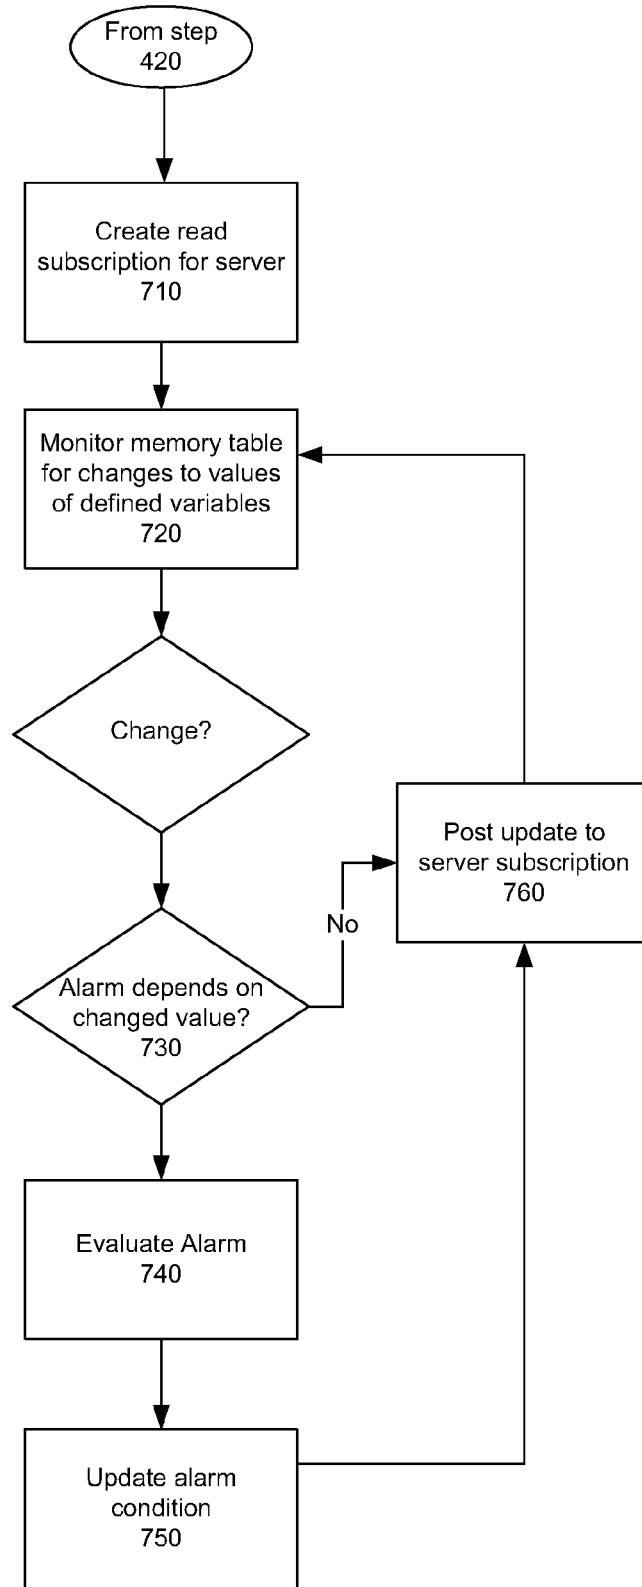 From step
420
Create read
subscription for server
710
Monitor memory table
for changes to values
of defined variables
720
Change?
Post update to
server subscription
760
No
Alarm depends on
changed value?
730
Evaluate Alarm
740
Update alarm
condition
750